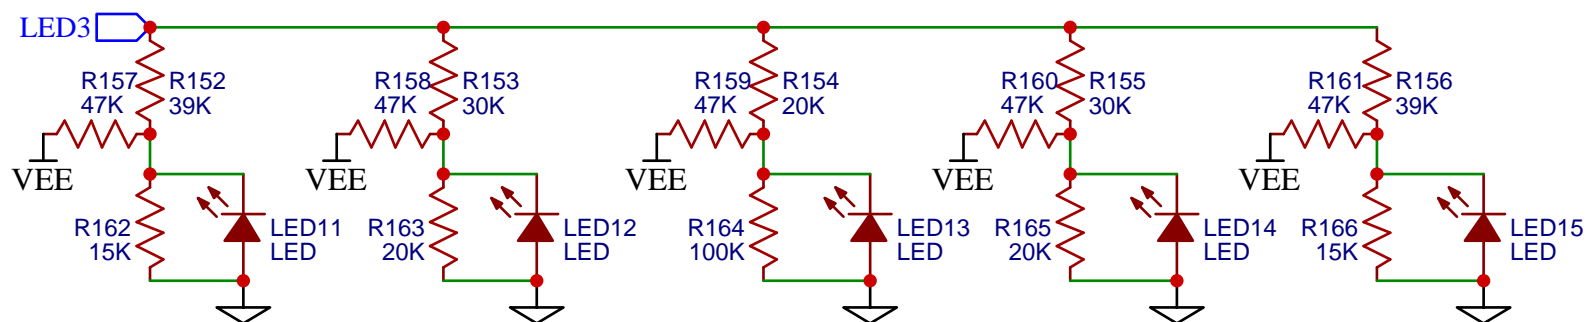 LED3
R157
47K
R152
39K
VEE
R162
15K
LED11
LED
R158
47K
R153
30K
VEE
R163
20K
LED12
LED
R159
47K
R154
20K
VEE
R164
100K
LED13
LED
R160
47K
R155
30K
VEE
R165
20K
LED14
LED
R161
47K
R156
39K
VEE
R166
15K
LED15
LED